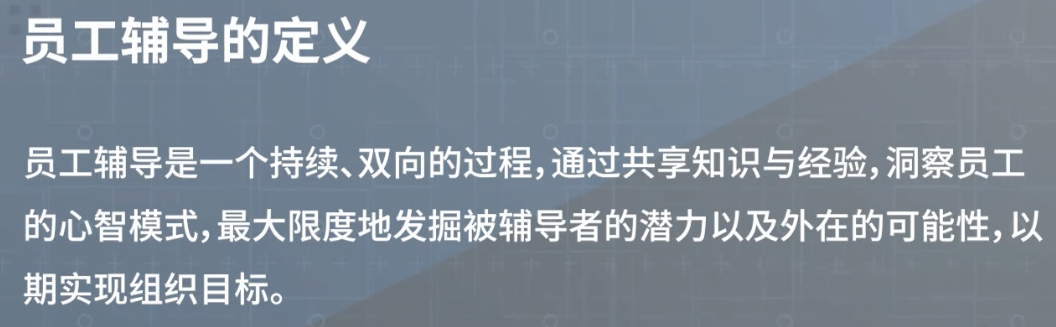 员工辅导的定义
员工辅导是一个持续、双向的过程,通过共享知识与经验,洞察员工
的心智模式,最大限度地发掘被辅导者的潜力以及外在的可能性,以
期实现组织目标。